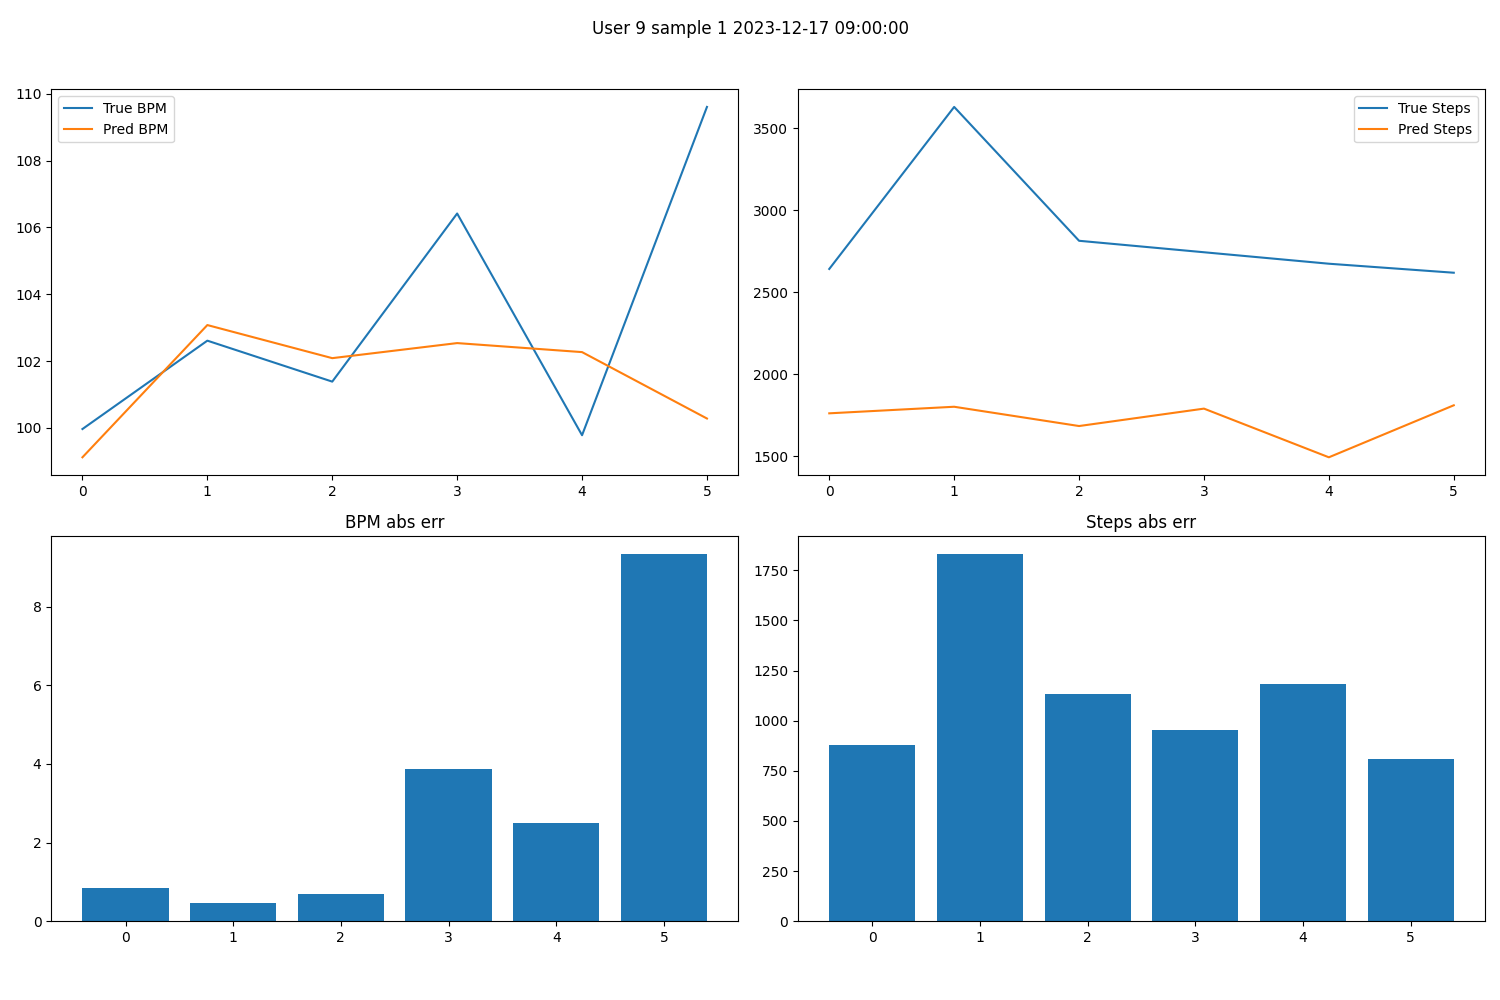 User 9 sample 1 2023-12-17 09:00:00
True BPM
Pred BPM
110
108
106
104
102
100
0 1 2 3 4 5
True Steps
Pred Steps
3500
3000
2500
2000
1500
0 1 2 3 4 5
BPM abs err
8
6
4
2
0
0 1 2 3 4 5
Steps abs err
1750
1500
1250
1000
750
500
250
0
0 1 2 3 4 5